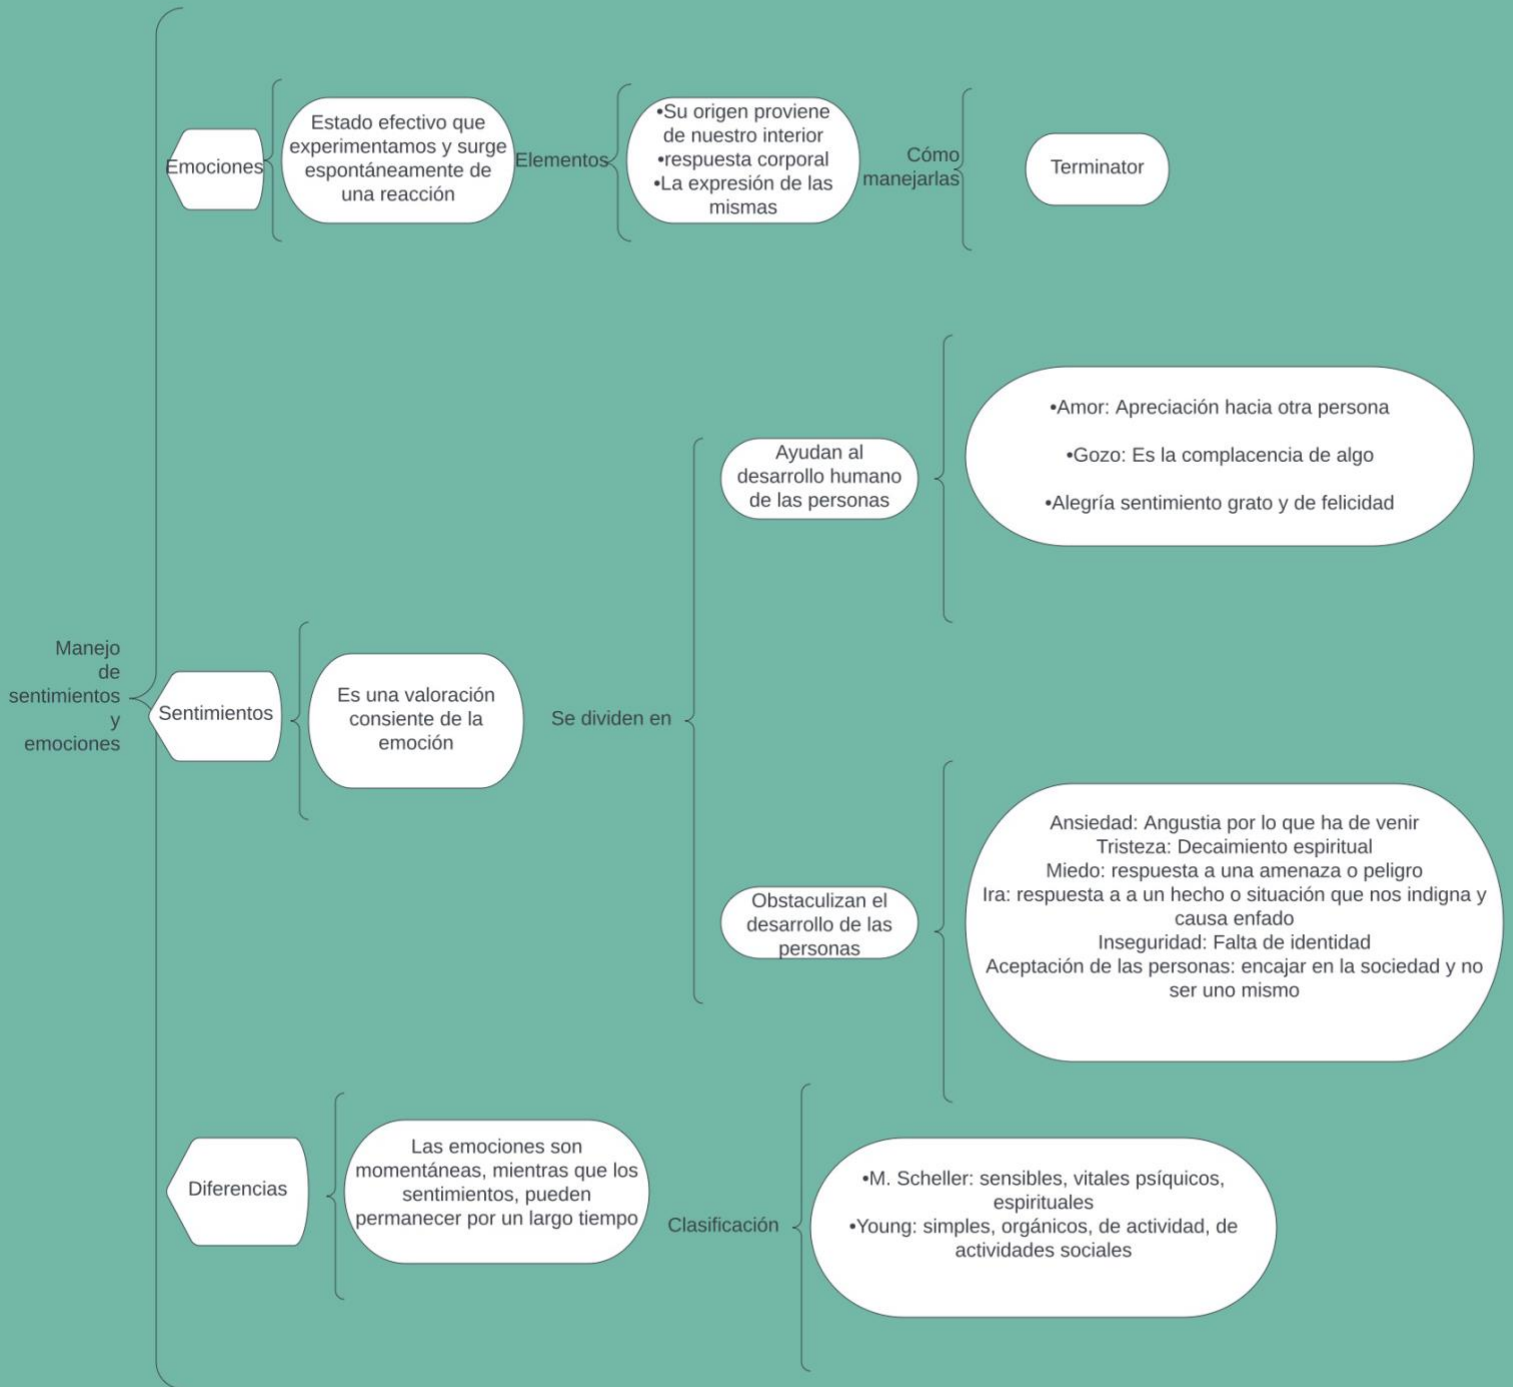 Manejo
de
sentimientos
y
emociones
Emociones
Estado efectivo que
experimentamos y surge
espontáneamente de
una reacción
Elementos
•Su origen proviene
de nuestro interior
•respuesta corporal
•La expresión de las
mismas
Cómo
manejarlas
Terminator
Sentimientos
Es una valoración
consiente de la
emoción
Se dividen en
Ayudan al
desarrollo humano
de las personas
•Amor: Apreciación hacia otra persona
•Gozo: Es la complacencia de algo
•Alegría sentimiento grato y de felicidad
Obstaculizan el
desarrollo de las
personas
Ansiedad: Angustia por lo que ha de venir
Tristeza: Decaimiento espiritual
Miedo: respuesta a una amenaza o peligro
Ira: respuesta a a un hecho o situación que nos indigna y
causa enfado
Inseguridad: Falta de identidad
Aceptación de las personas: encajar en la sociedad y no
ser uno mismo
Diferencias
Las emociones son
momentáneas, mientras que los
sentimientos, pueden
permanecer por un largo tiempo
Clasificación
•M. Scheller: sensibles, vitales psíquicos,
espirituales
•Young: simples, orgánicos, de actividad, de
actividades sociales